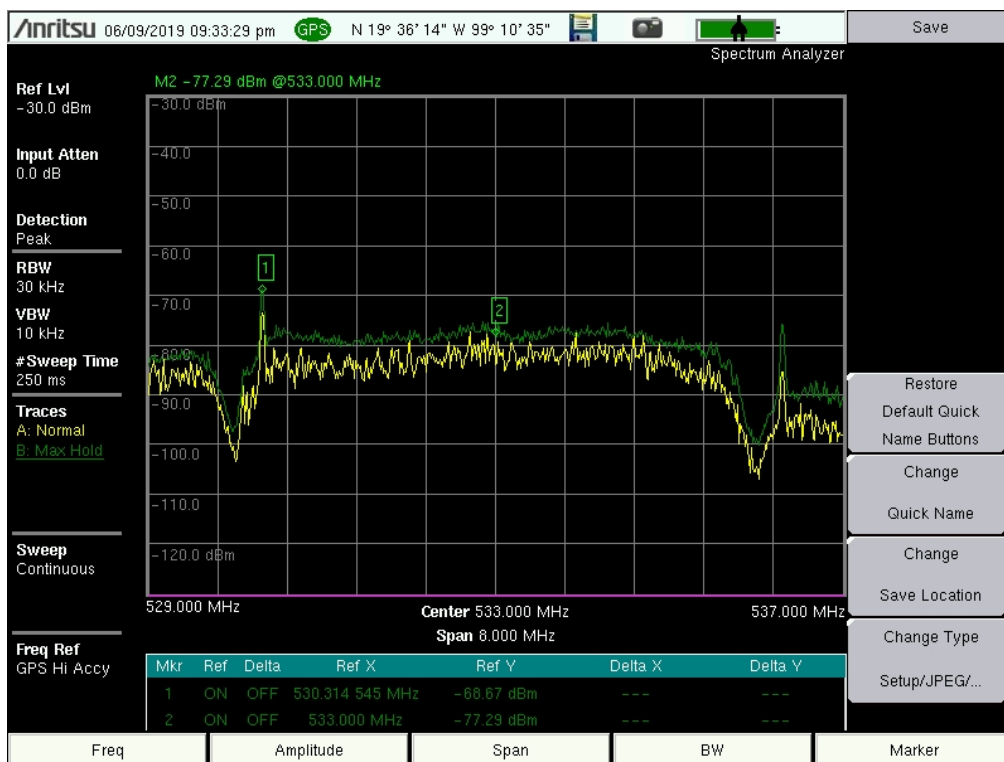 Anritsu 06/09/2019 09:33:29 pm GPS N 19° 36' 14" W 99° 10' 35"
Save
Spectrum Analyzer
M2 -77.29 dBm @533.000 MHz
Ref Lvl
-30.0 dBm
Input Atten
0.0 dB
Detection
Peak
RBW
30 kHz
VBW
10 kHz
#Sweep Time
250 ms
Traces
A: Normal
B: Max Hold
Sweep
Continuous
Freq Ref
GPS Hi Accy
-30.0 dBm
-40.0
-50.0
-60.0
-70.0
-80.0
-90.0
-100.0
-110.0
-120.0 dBm
1
2
529.000 MHz
Center 533.000 MHz
537.000 MHz
Span 8.000 MHz
Mkr Ref Delta Ref X Ref Y Delta X Delta Y
1 ON OFF 530.314 545 MHz -68.67 dBm --- ---
2 ON OFF 533.000 MHz -77.29 dBm --- ---
Restore
Default Quick
Name Buttons
Change
Quick Name
Change
Save Location
Change Type
Setup/JPEG/...
Freq Amplitude Span BW Marker